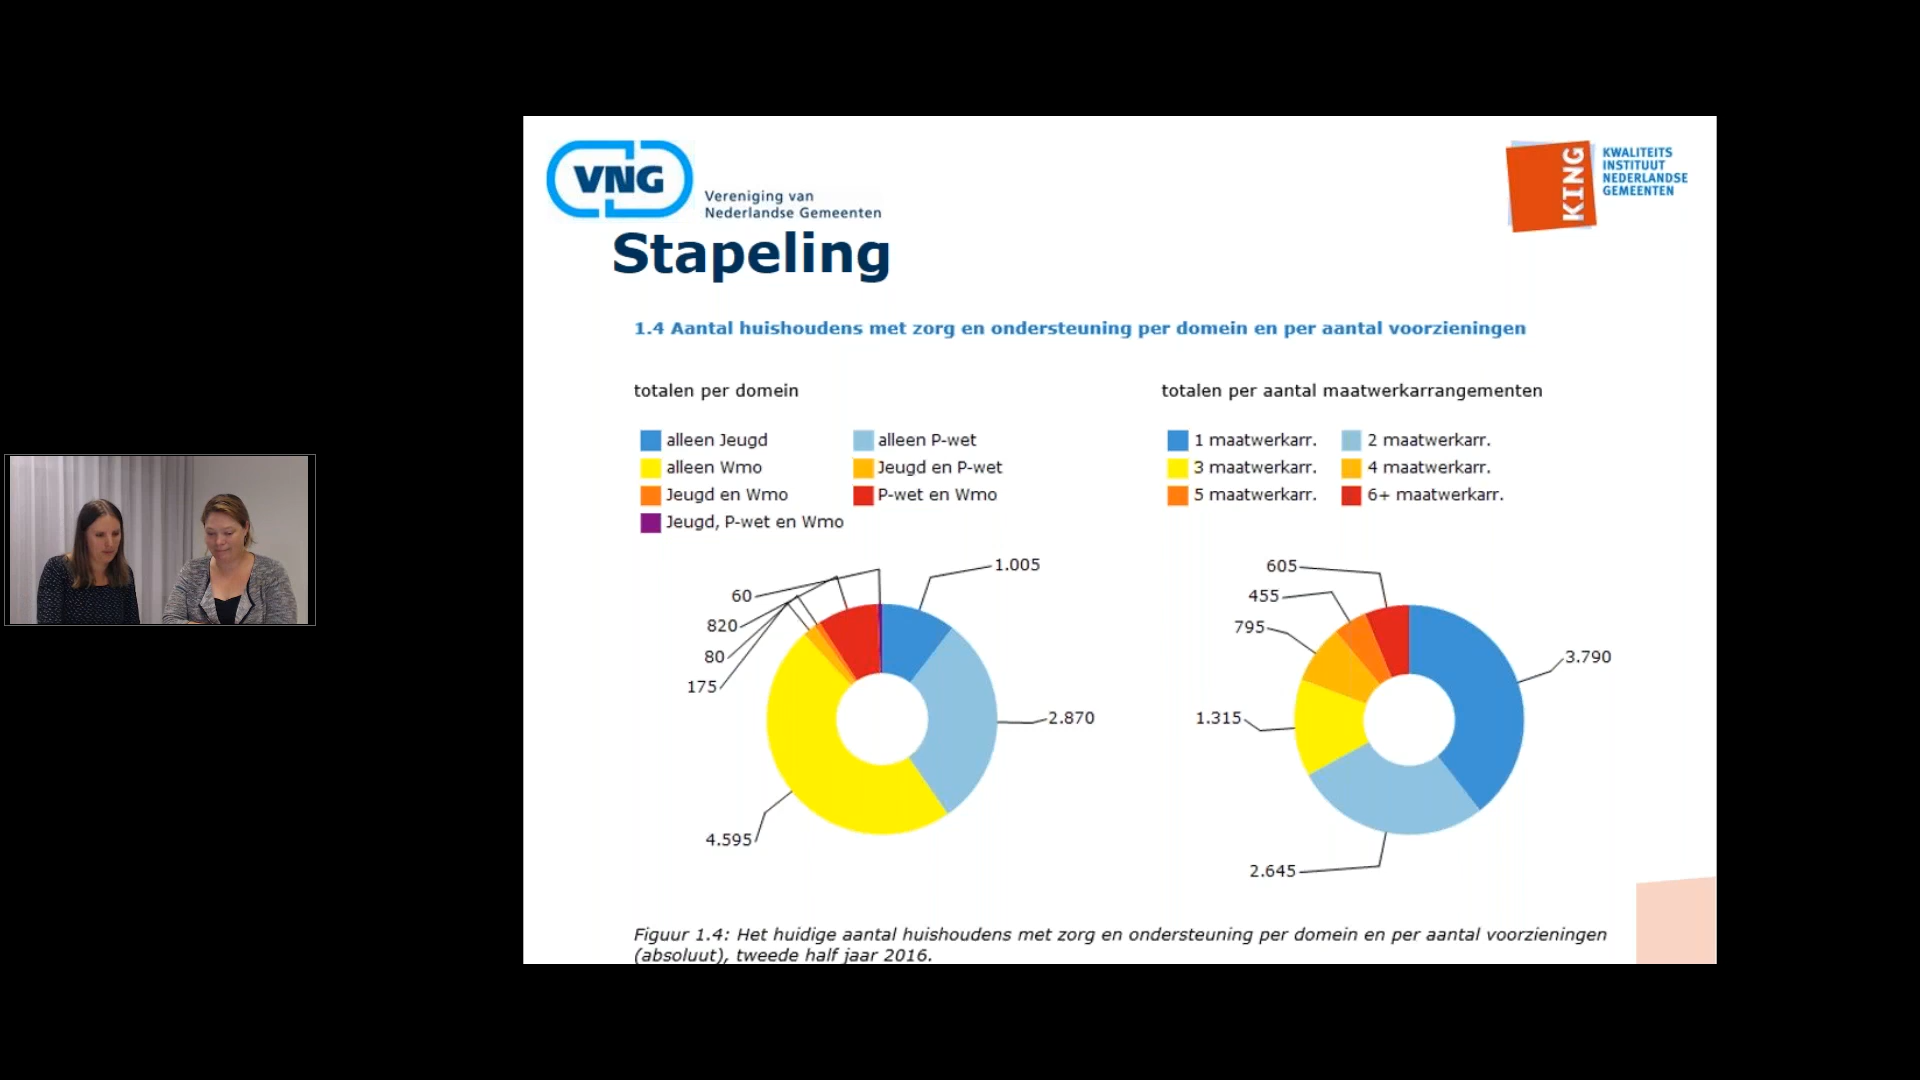 VNG
Vereniging van
Nederlandse Gemeenten
KING
KWALITEITS
INSTITUUT
NEDERLANDSE
GEMEENTEN
Stapeling
1.4 Aantal huishoudens met zorg en ondersteuning per domein en per aantal voorzieningen
totalen per domein
alleen Jeugd
alleen P-wet
alleen Wmo
Jeugd en P-wet
Jeugd en Wmo
P-wet en Wmo
Jeugd, P-wet en Wmo
1.005
60
820
80
175
2.870
4.595
totalen per aantal maatwerkarrangementen
1 maatwerkarr.
2 maatwerkarr.
3 maatwerkarr.
4 maatwerkarr.
5 maatwerkarr.
6+ maatwerkarr.
605
455
795
3.790
1.315
2.645
Figuur 1.4: Het huidige aantal huishoudens met zorg en ondersteuning per domein en per aantal voorzieningen
(absoluut), tweede half jaar 2016.